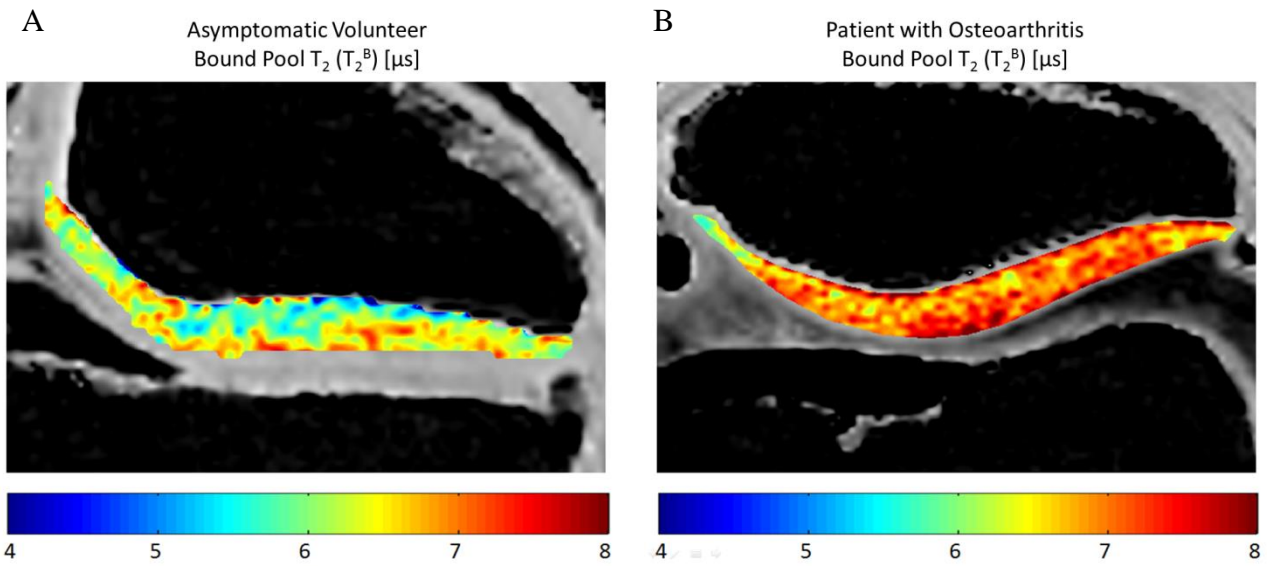 A
Asymptomatic Volunteer
Bound Pool T₂ (T₂ᴮ) [µs]
4 5 6 7 8
B
Patient with Osteoarthritis
Bound Pool T₂ (T₂ᴮ) [µs]
4 5 6 7 8